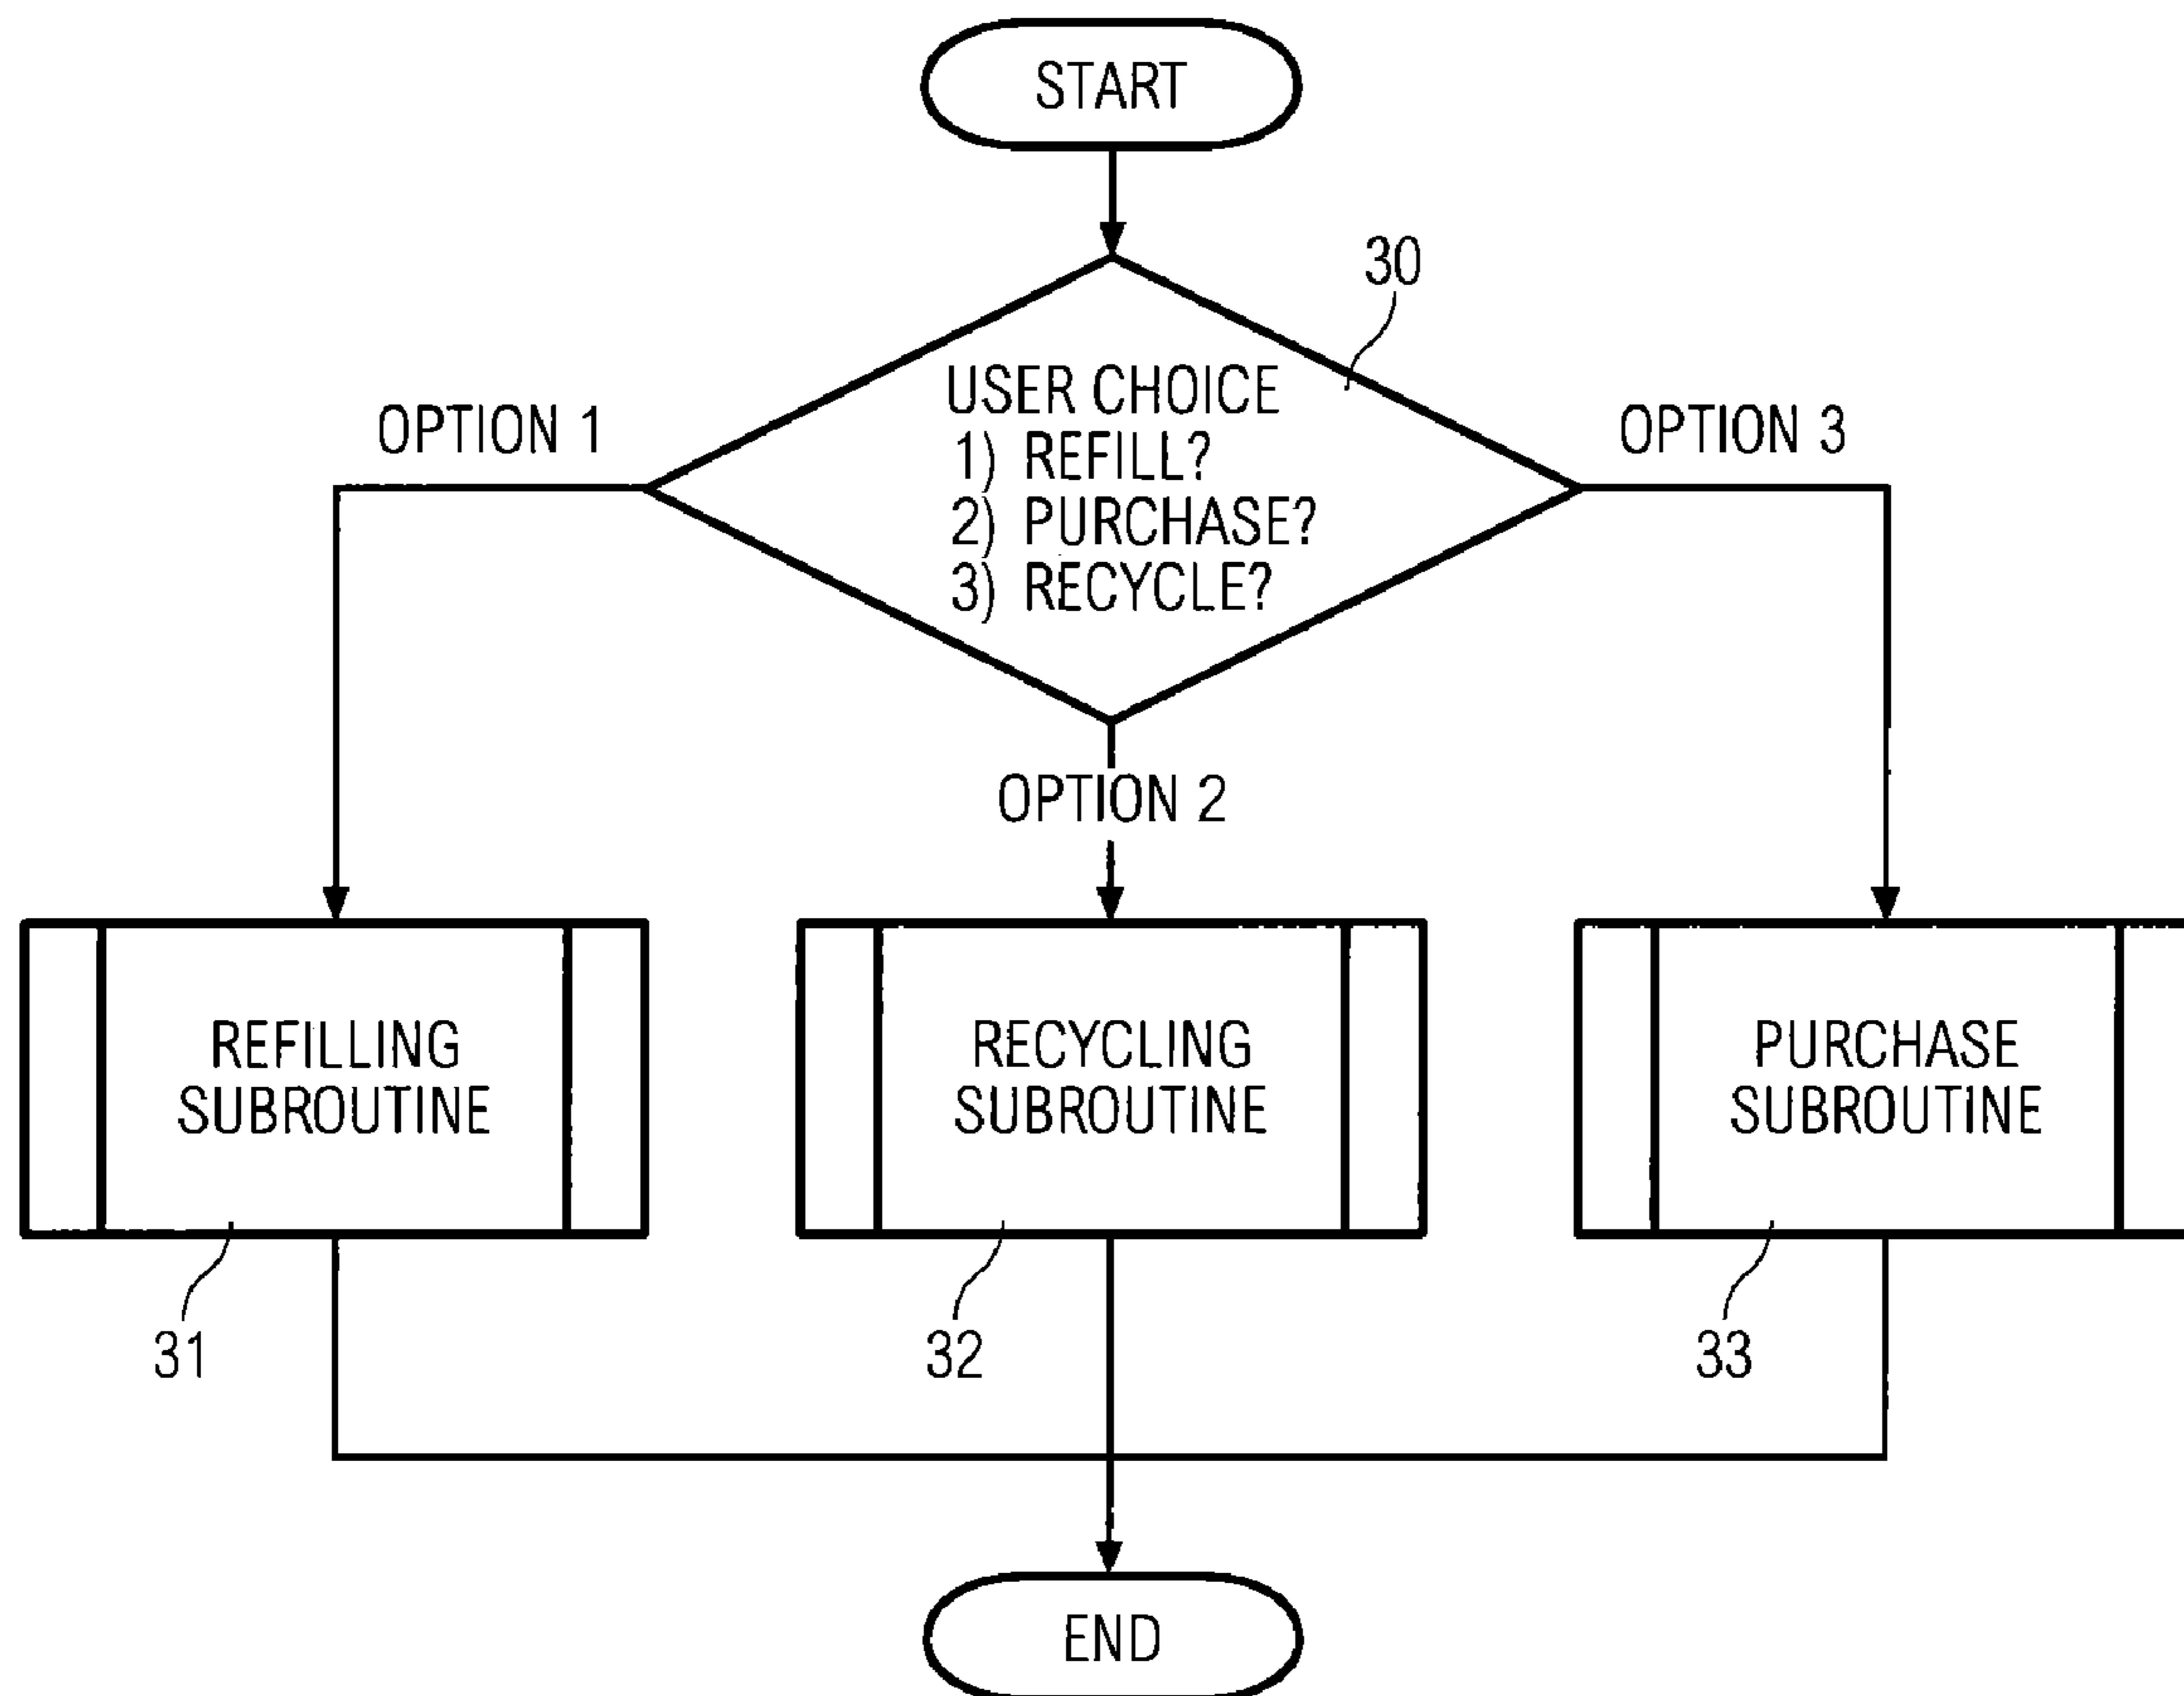 START
30
USER CHOICE
1) REFILL?
2) PURCHASE?
3) RECYCLE?
OPTION 1
OPTION 3
OPTION 2
REFILLING
SUBROUTINE
RECYCLING
SUBROUTINE
PURCHASE
SUBROUTINE
31
32
33
END